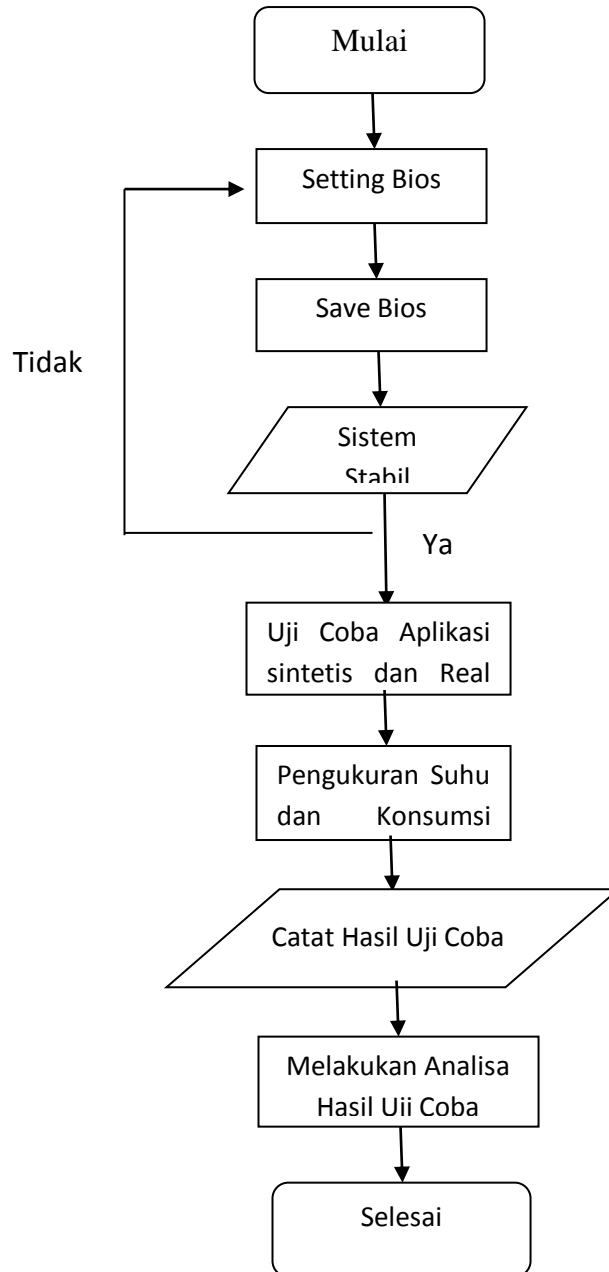 Mulai
Setting Bios
Save Bios
Tidak
Sistem
Stabil
Ya
Uji Coba Aplikasi
sintetis dan Real
Pengukuran Suhu
dan Konsumsi
Catat Hasil Uji Coba
Melakukan Analisa
Hasil Uji Coba
Selesai